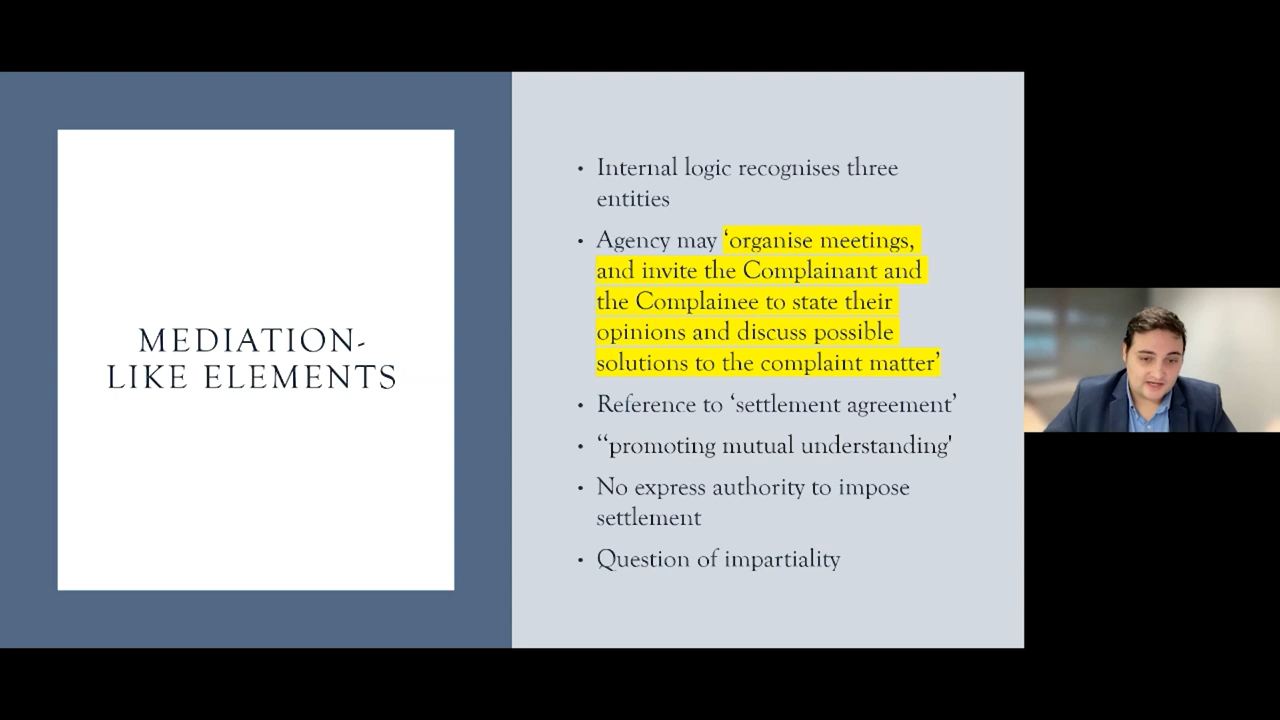 MEDIATION-
LIKE ELEMENTS
• Internal logic recognises three
entities
• Agency may ‘organise meetings,
and invite the Complainant and
the Complainee to state their
opinions and discuss possible
solutions to the complaint matter’
• Reference to ‘settlement agreement’
• “promoting mutual understanding'
• No express authority to impose
settlement
• Question of impartiality